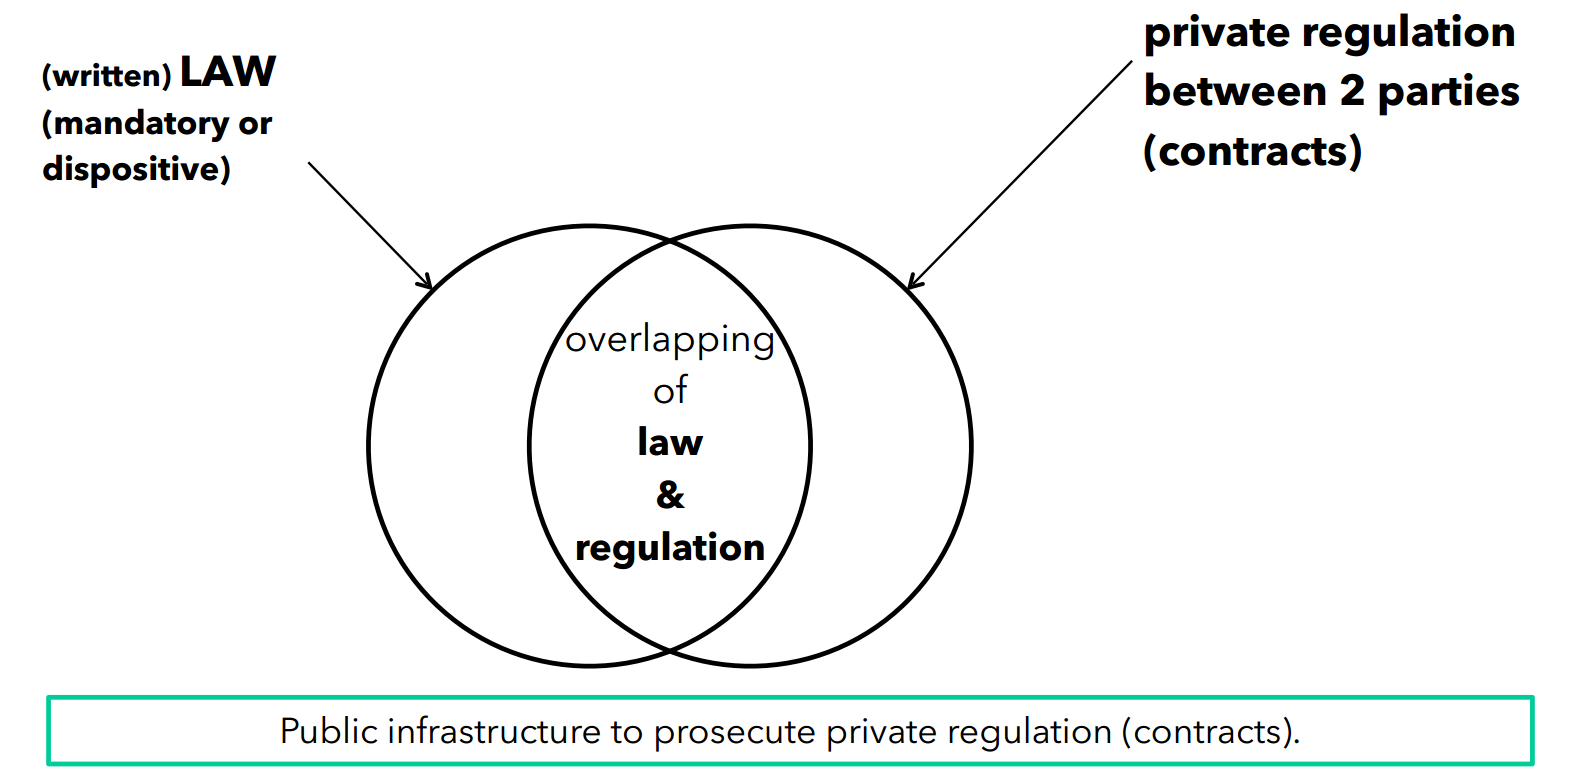 (written) LAW
(mandatory or
dispositive)
private regulation
between 2 parties
(contracts)
overlapping
of
law
&
regulation
Public infrastructure to prosecute private regulation (contracts).